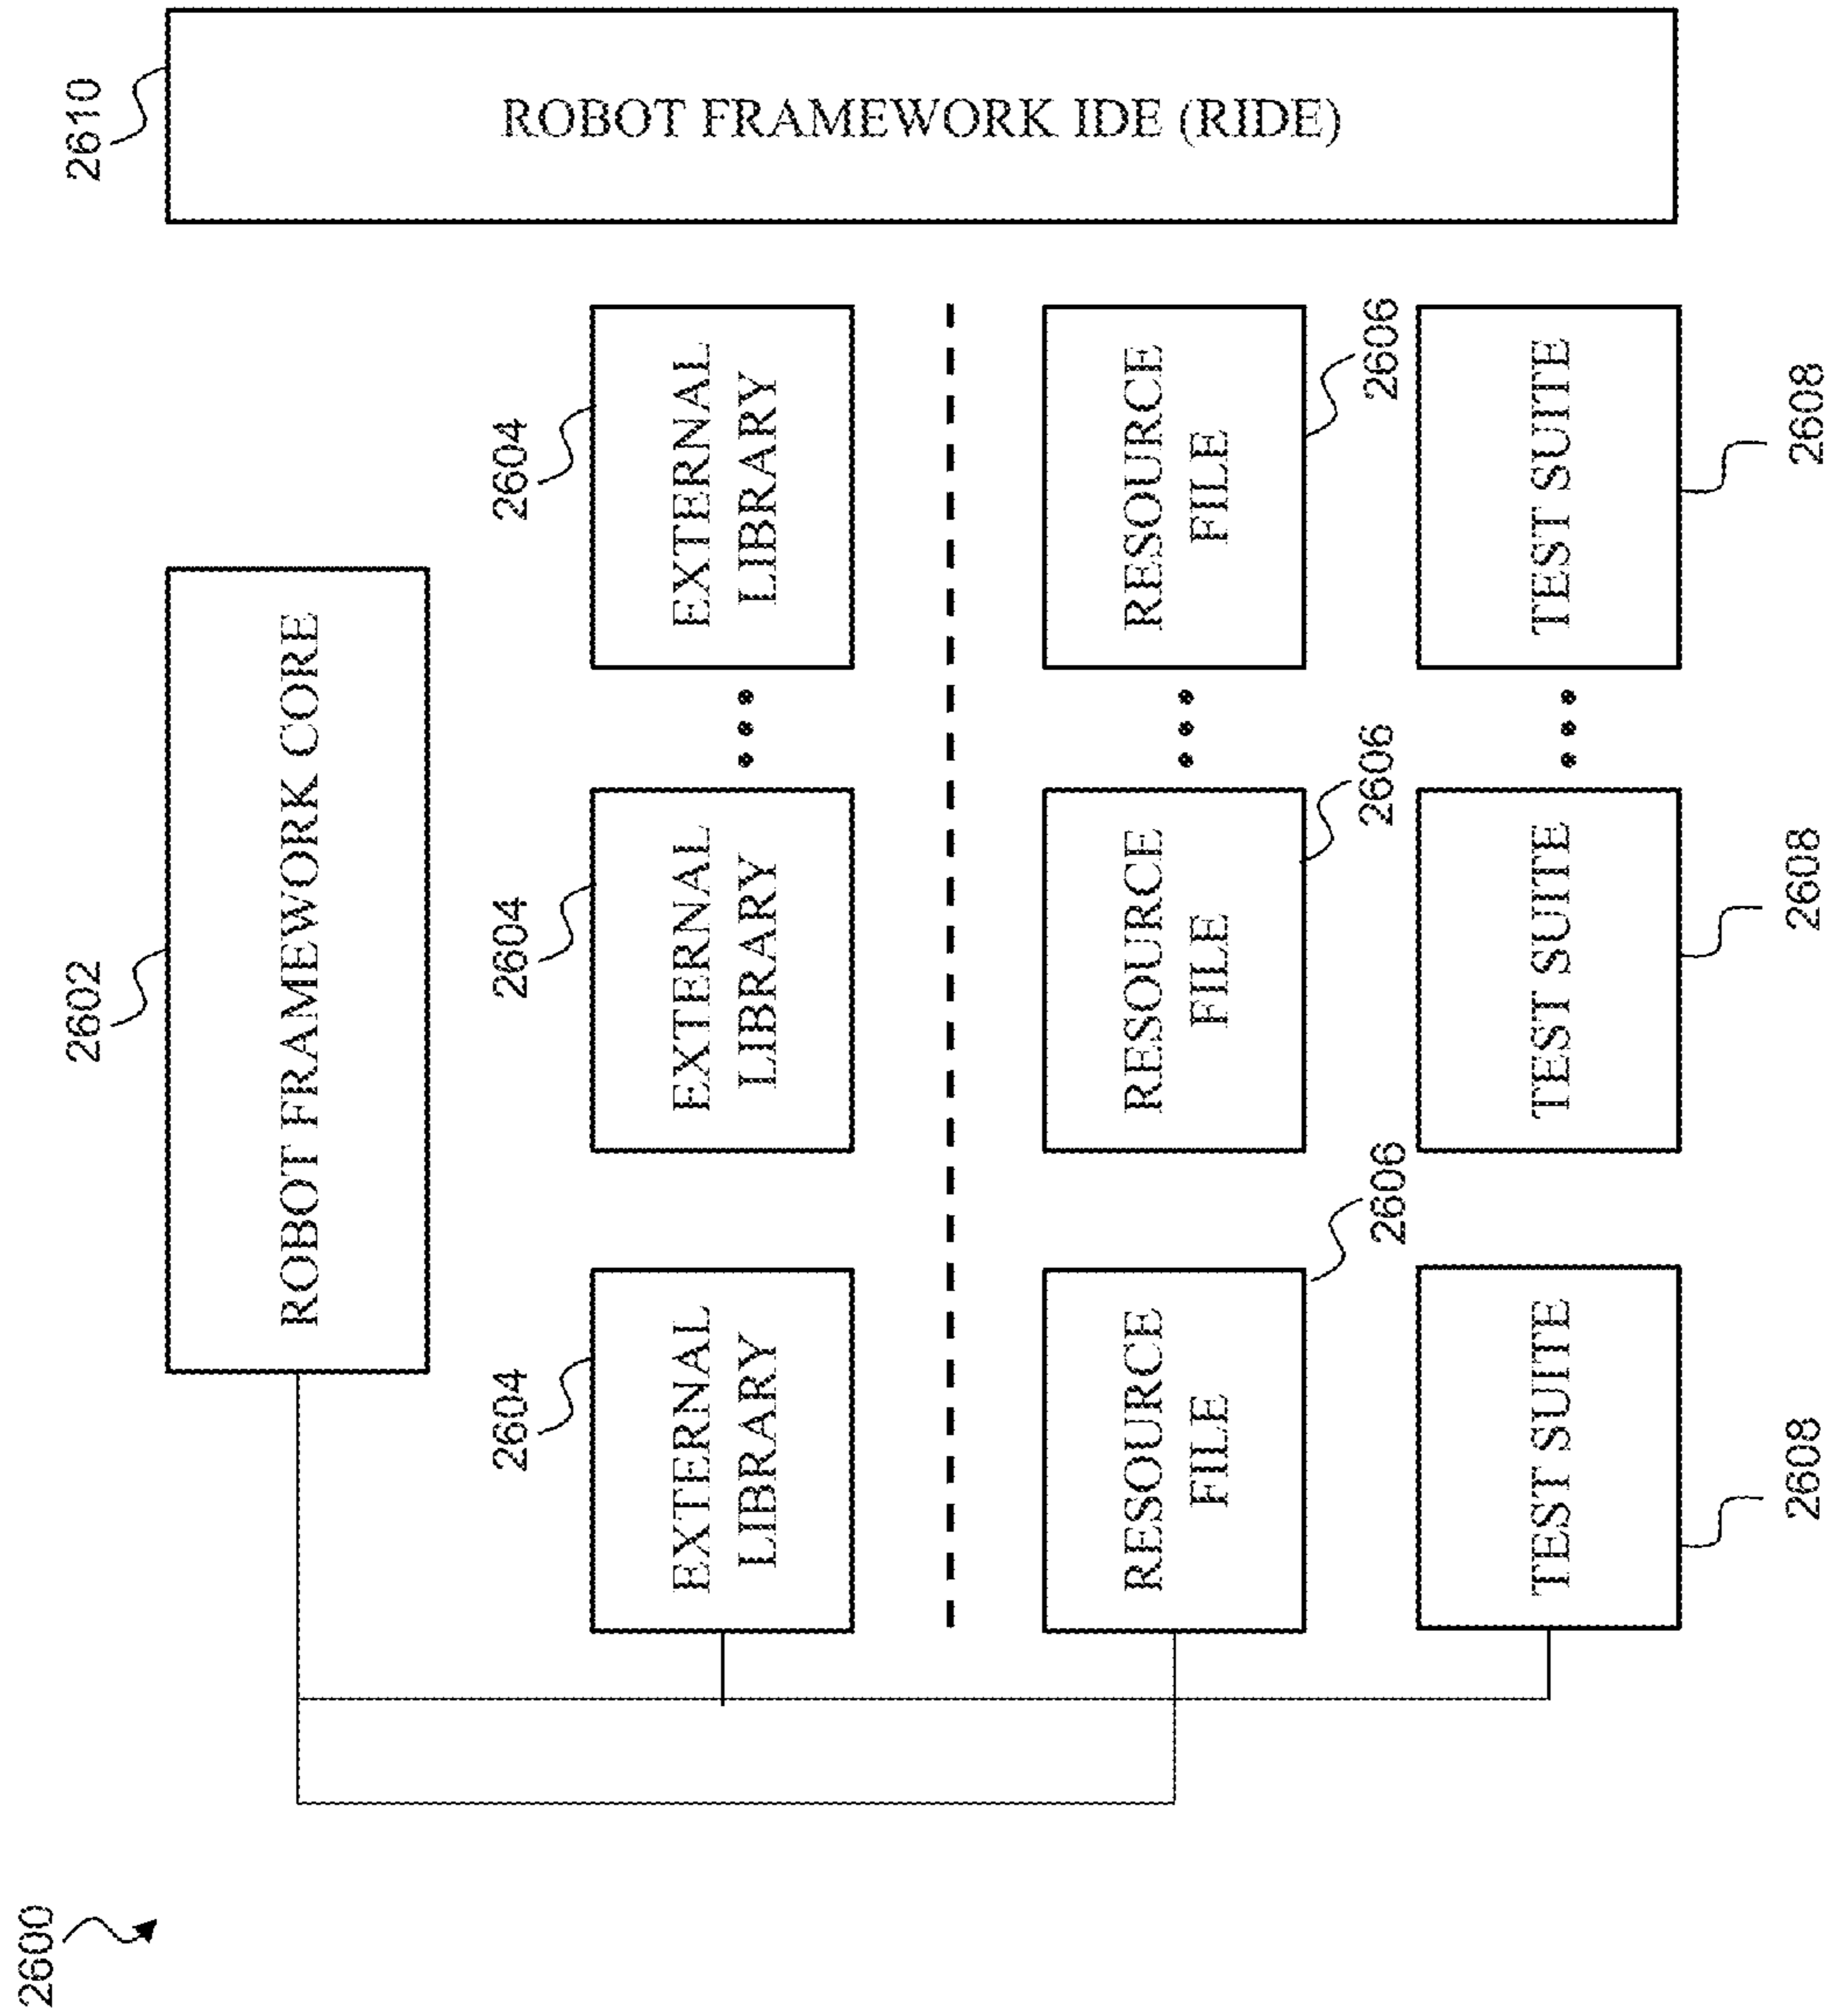 2600
2602
ROBOT FRAMEWORK CORE
2604
EXTERNAL
LIBRARY
2604
EXTERNAL
LIBRARY
2604
EXTERNAL
LIBRARY
RESOURCE
FILE
2606
RESOURCE
FILE
2606
RESOURCE
FILE
2606
TEST SUITE
2608
TEST SUITE
2608
TEST SUITE
2608
2610
ROBOT FRAMEWORK IDE (RIDE)